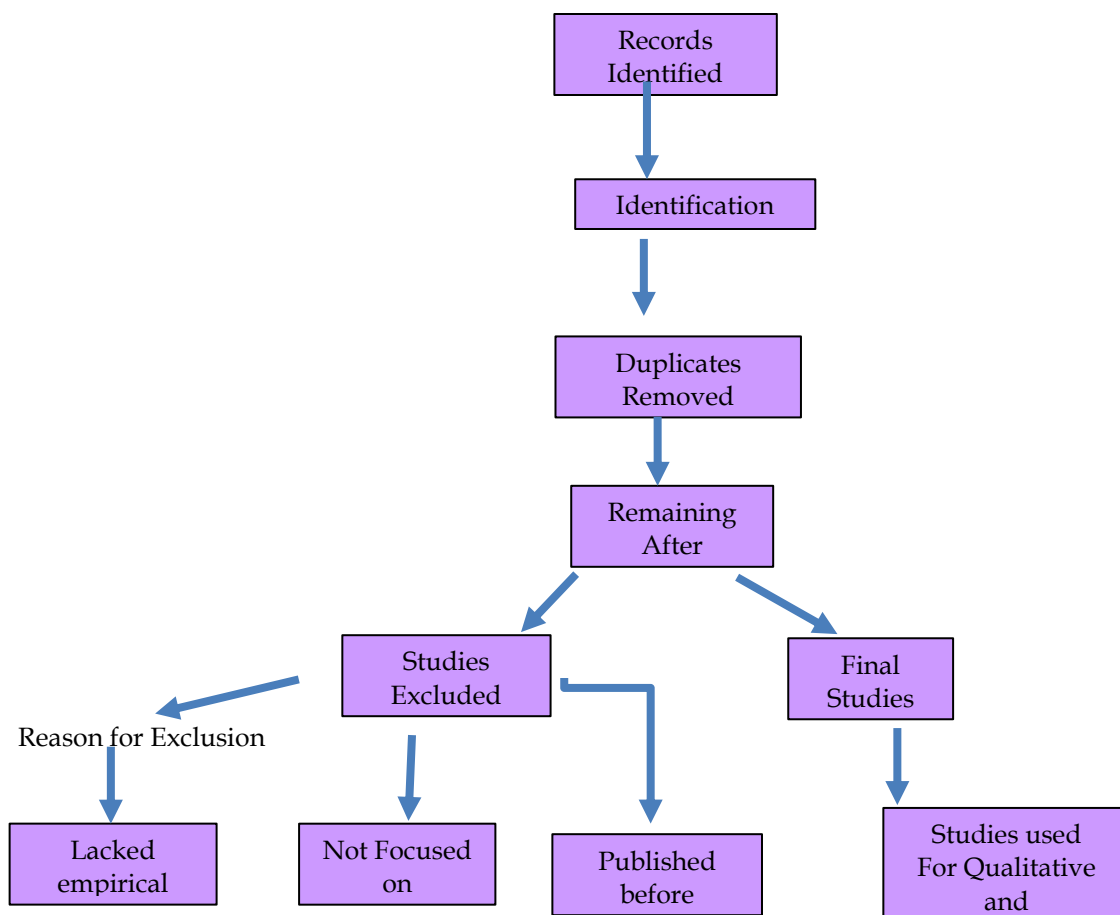 Records
Identified
Identification
Duplicates
Removed
Remaining
After
Studies
Excluded
Final
Studies
Reason for Exclusion
Lacked
empirical
Not Focused
on
Published
before
Studies used
For Qualitative
and